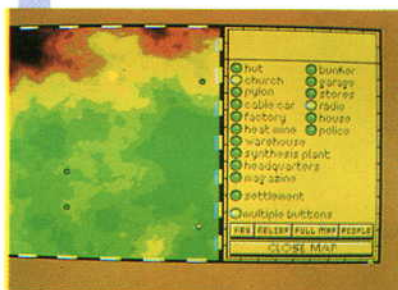 hut
church
pylon
cable car
factory
heat mine
warehouse
synthesis plant
headquarters
magazine
settlement
multiple buttons
bunker
garage
stores
radio
house
police
KEY RELIEF FULL MAP PEOPLE
CLOSE MAP